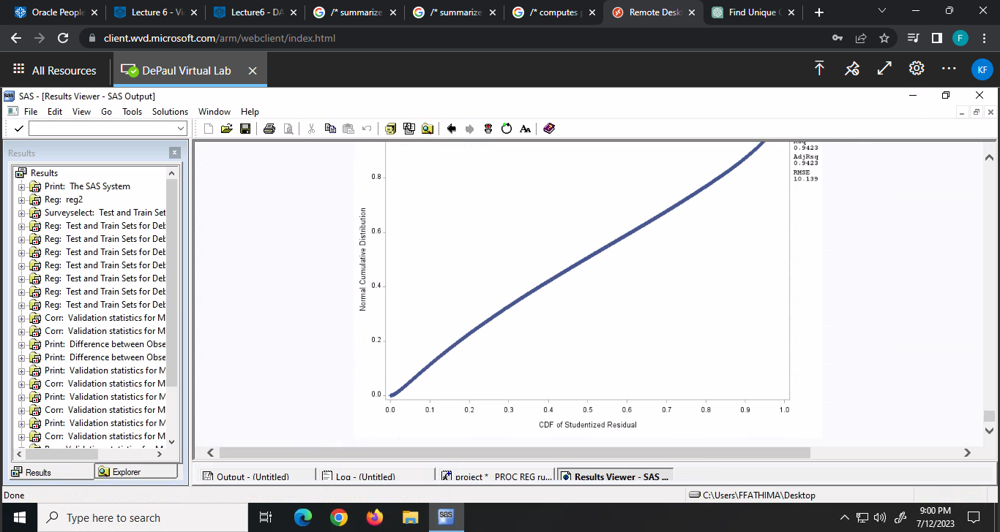 Oracle People
Lecture 6 - Vi
Lecture6 - DA
/* summarize
/* summarize
/* computes p
Remote Desk
Find Unique C
client.wvd.microsoft.com/arm/webclient/index.html
F
All Resources
DePaul Virtual Lab
KF
SAS - [Results Viewer - SAS Output]
File Edit View Go Tools Solutions Window Help
Results
Results
Print: The SAS System
Reg: reg2
Surveyselect: Test and Train Set
Reg: Test and Train Sets for Deb
Reg: Test and Train Sets for Deb
Reg: Test and Train Sets for Deb
Reg: Test and Train Sets for Deb
Reg: Test and Train Sets for Deb
Reg: Test and Train Sets for Deb
Reg: Test and Train Sets for Deb
Corr: Validation statistics for M
Corr: Validation statistics for M
Print: Difference between Obse
Print: Difference between Obse
Print: Validation statistics for M
Corr: Validation statistics for M
Print: Validation statistics for M
Corr: Validation statistics for M
Print: Validation statistics for M
Corr: Validation statistics for M
Results
Explorer
Rsq
0.9423
AdjRsq
0.9423
RMSE
10.139
Normal Cumulative Distribution
0.8
0.6
0.4
0.2
0.0
0.0 0.1 0.2 0.3 0.4 0.5 0.6 0.7 0.8 0.9 1.0
CDF of Studentized Residual
Output - (Untitled)
Log - (Untitled)
project * PROC REG ru...
Results Viewer - SAS ...
Done
C:\Users\FFATHIMA\Desktop
Type here to search
sas
9:00 PM
7/12/2023